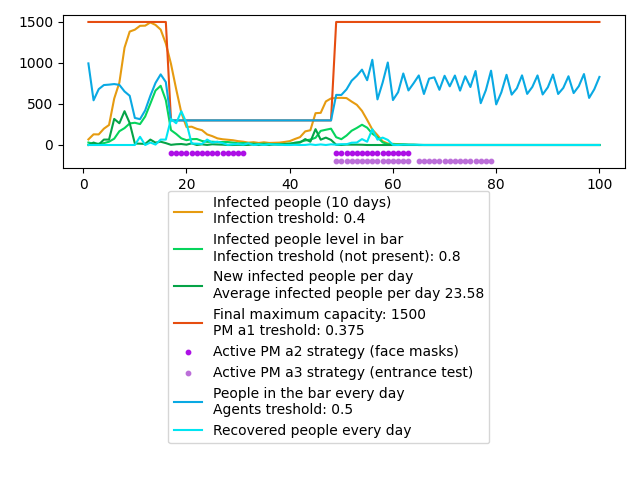 1500
1000
500
0
0
20
40
60
80
100
Infected people (10 days)
Infection treshold: 0.4
Infected people level in bar
Infection treshold (not present): 0.8
New infected people per day
Average infected people per day 23.58
Final maximum capacity: 1500
PM a1 treshold: 0.375
Active PM a2 strategy (face masks)
Active PM a3 strategy (entrance test)
People in the bar every day
Agents treshold: 0.5
Recovered people every day